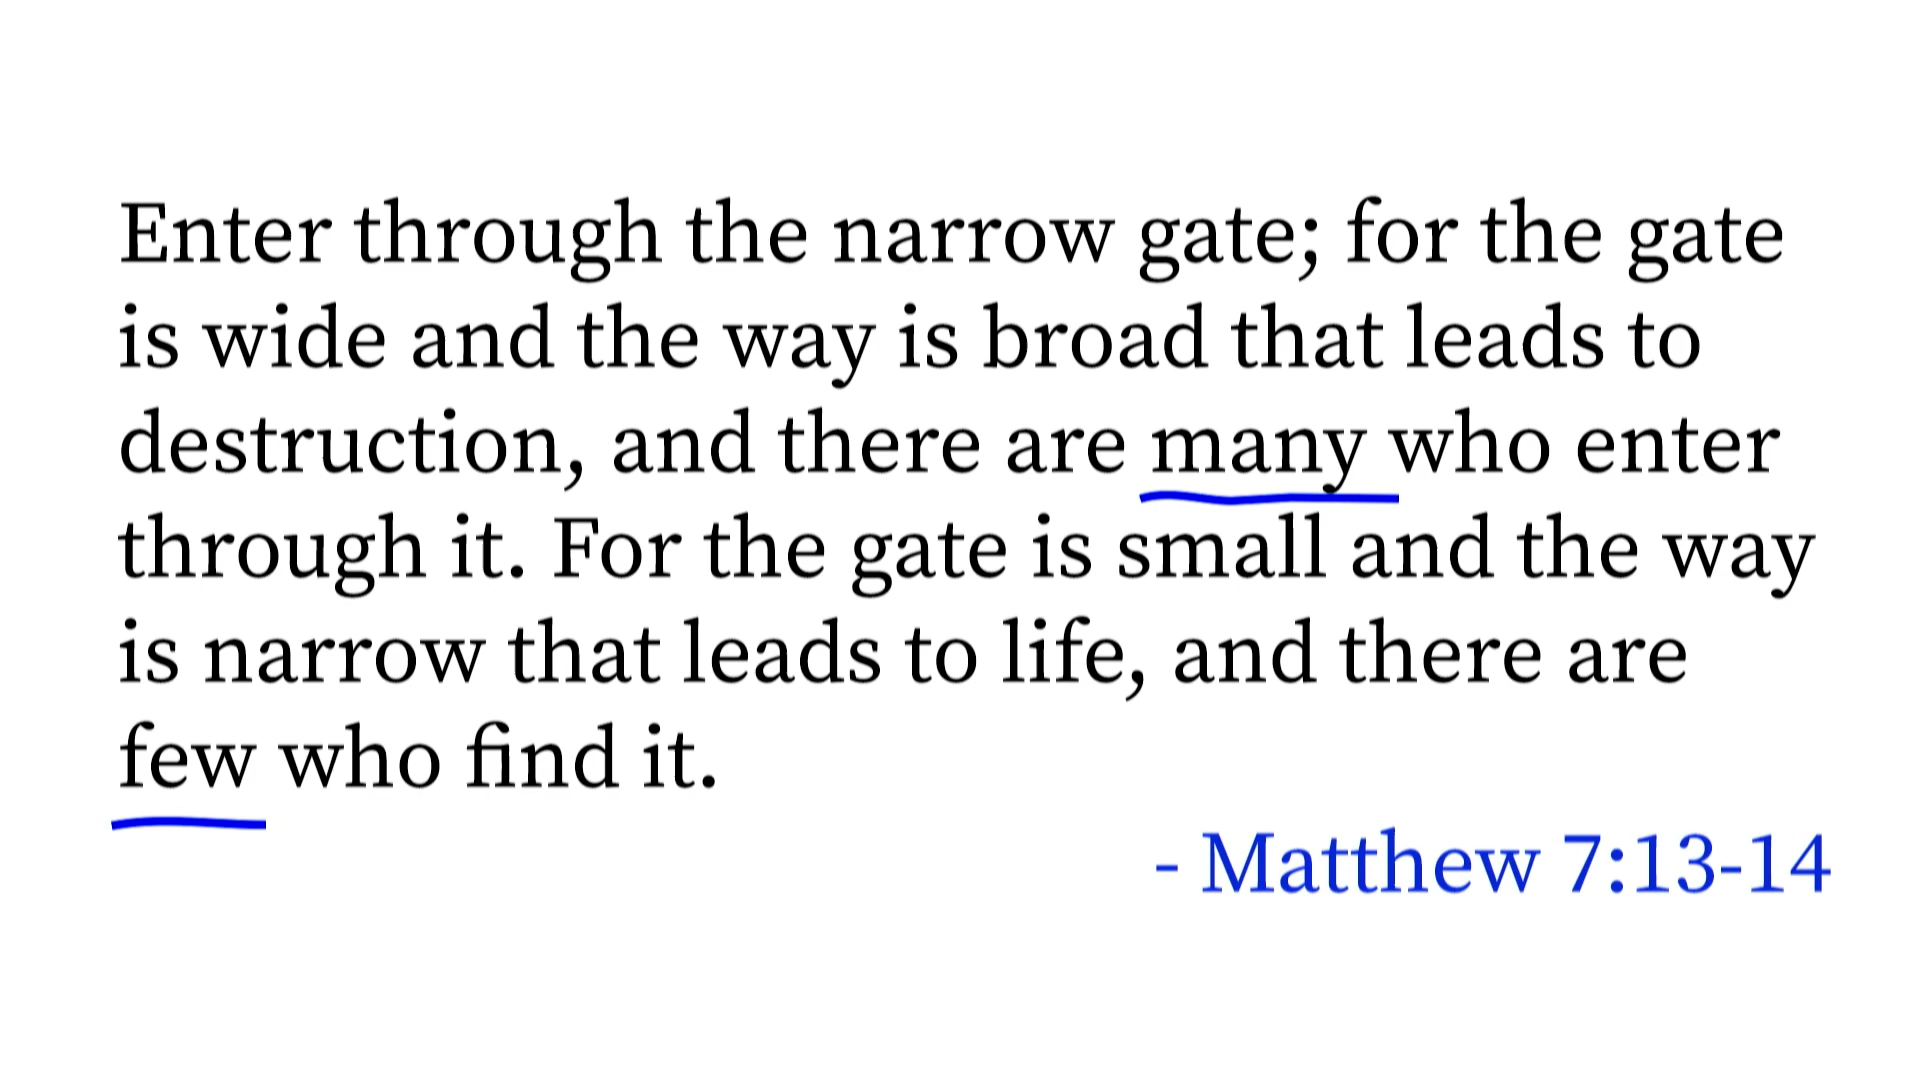 Enter through the narrow gate; for the gate
is wide and the way is broad that leads to
destruction, and there are many who enter
through it. For the gate is small and the way
is narrow that leads to life, and there are
few who find it.
- Matthew 7:13-14